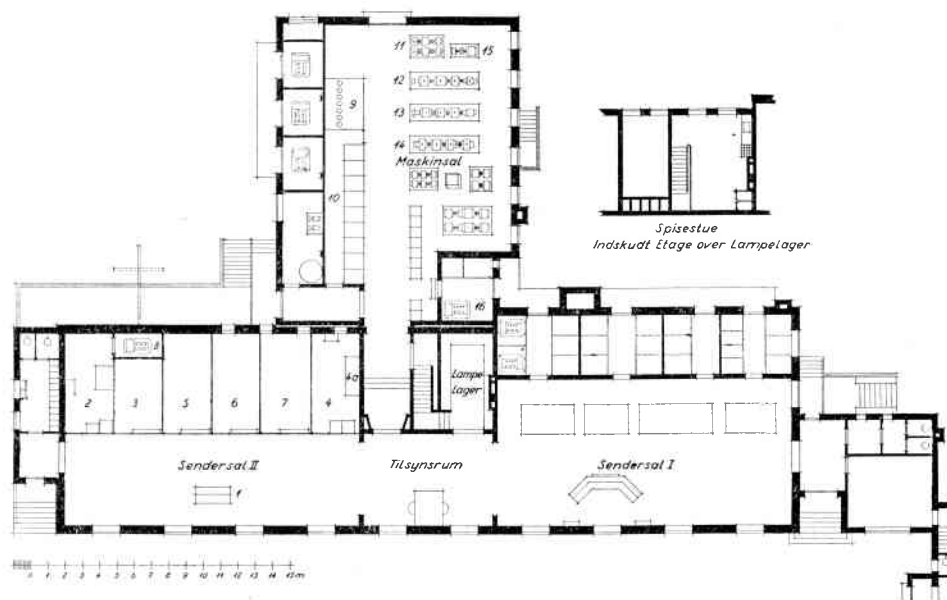 11
15
12
9
13
14
Maskinsal
10
16
Spisestue
Indskudt Etage over Lampelager
8
4a
2
3
5
6
7
4
Lampe
lager
Sendersal II
Tilsynsrum
Sendersal I
1
0 1 2 3 4 5 6 7 8 9 10 11 12 13 14 15m